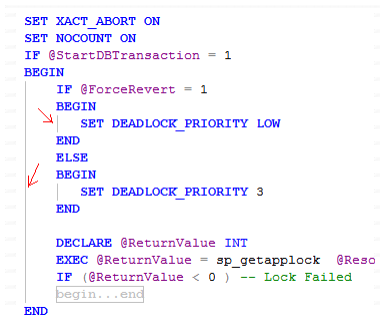 SET XACT_ABORT ON
SET NOCOUNT ON
IF @StartDBTransaction = 1
BEGIN
IF @ForceRevert = 1
BEGIN
SET DEADLOCK_PRIORITY LOW
END
ELSE
BEGIN
SET DEADLOCK_PRIORITY 3
END
DECLARE @ReturnValue INT
EXEC @ReturnValue = sp_getapplock @Reso
IF (@ReturnValue < 0 ) -- Lock Failed
begin...end
END